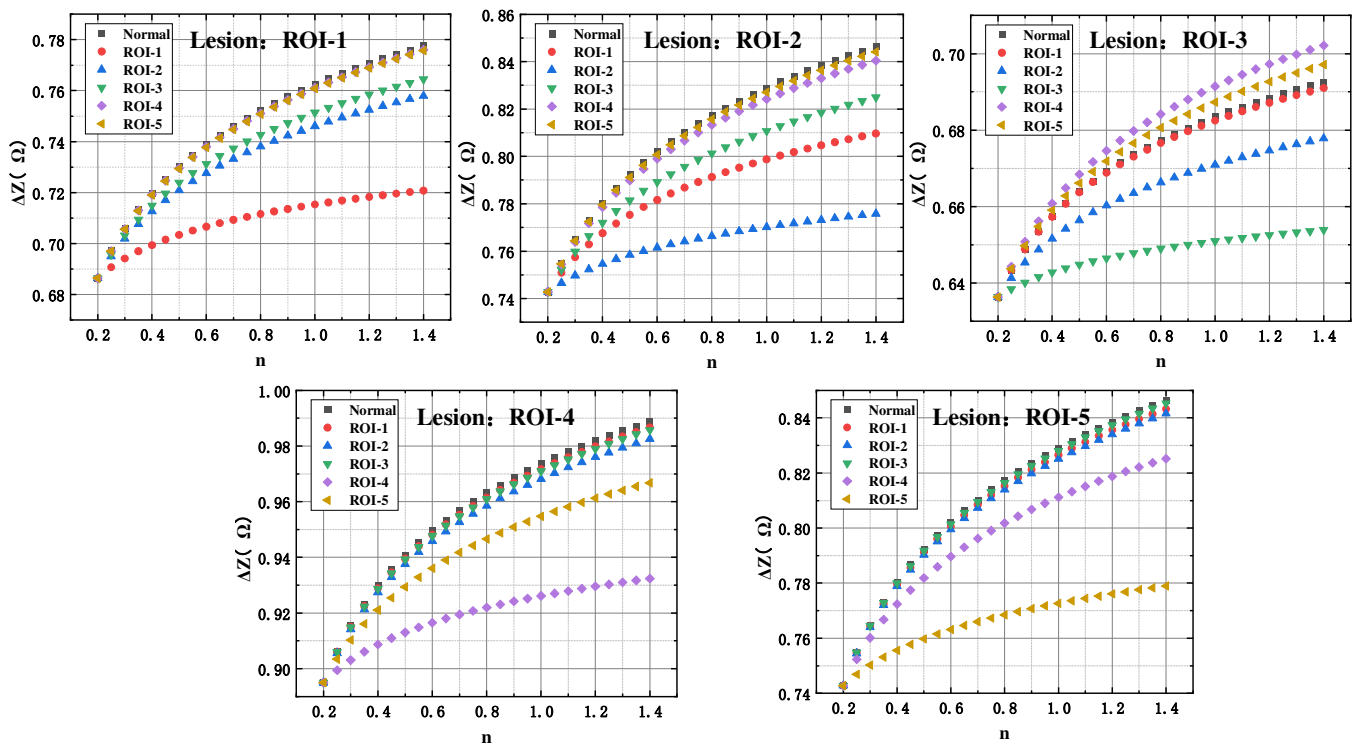 Lesion：ROI-1
Normal
ROI-1
ROI-2
ROI-3
ROI-4
ROI-5
0.78
0.76
0.74
0.72
0.70
0.68
ΔZ( Ω)
0.2 0.4 0.6 0.8 1.0 1.2 1.4
n
Lesion：ROI-2
Normal
ROI-1
ROI-2
ROI-3
ROI-4
ROI-5
0.86
0.84
0.82
0.80
0.78
0.76
0.74
ΔZ( Ω)
0.2 0.4 0.6 0.8 1.0 1.2 1.4
n
Lesion：ROI-3
Normal
ROI-1
ROI-2
ROI-3
ROI-4
ROI-5
0.70
0.68
0.66
0.64
ΔZ( Ω)
0.2 0.4 0.6 0.8 1.0 1.2 1.4
n
Lesion：ROI-4
Normal
ROI-1
ROI-2
ROI-3
ROI-4
ROI-5
1.00
0.98
0.96
0.94
0.92
0.90
ΔZ( Ω)
0.2 0.4 0.6 0.8 1.0 1.2 1.4
n
Lesion：ROI-5
Normal
ROI-1
ROI-2
ROI-3
ROI-4
ROI-5
0.84
0.82
0.80
0.78
0.76
0.74
ΔZ( Ω)
0.2 0.4 0.6 0.8 1.0 1.2 1.4
n